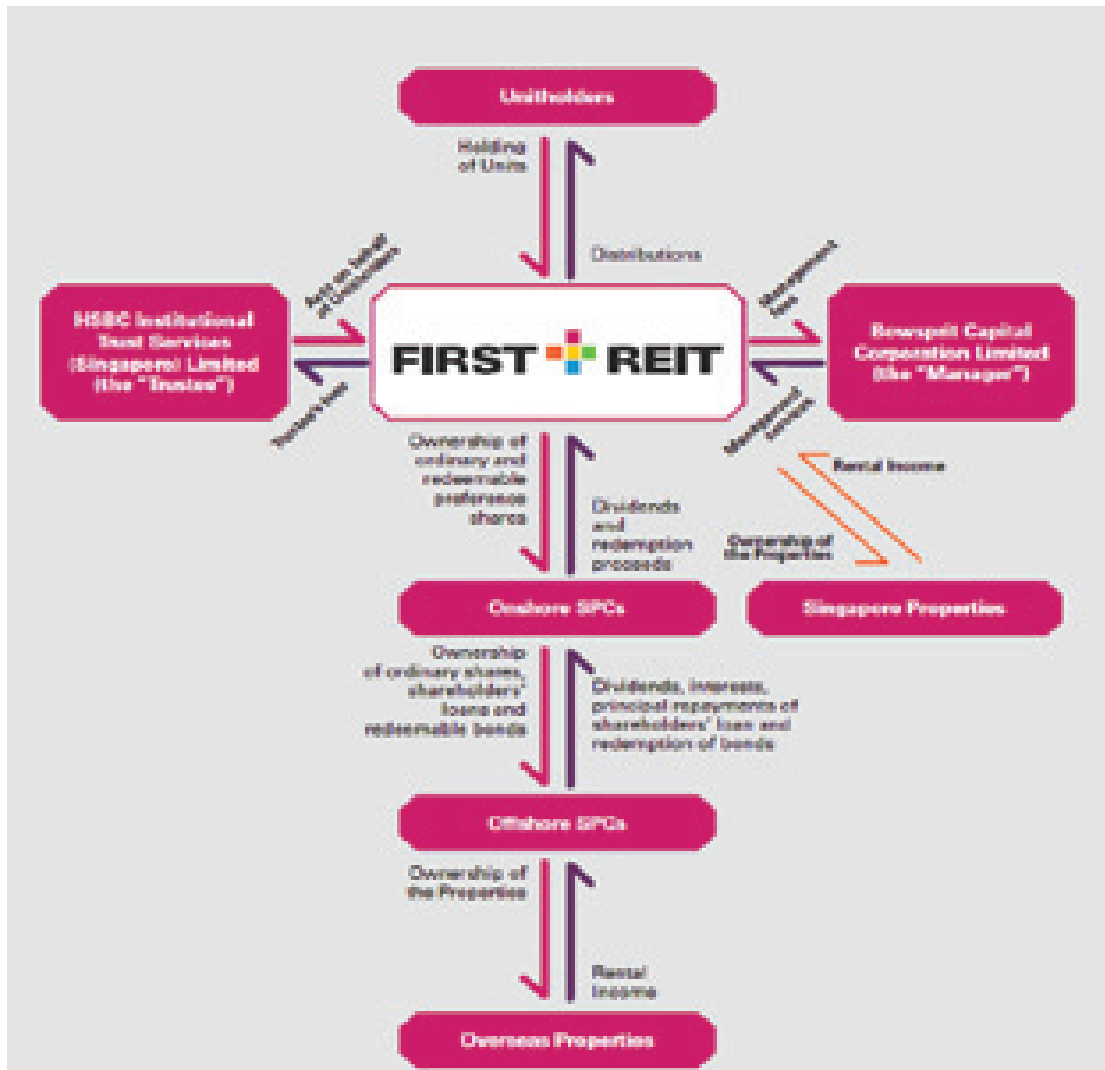 Unitholders
Holding
of Units
Distributions
Acts on behalf
of Unitholders
Management
fee
HSBC Institutional
Trust Services
(Singapore) Limited
(the "Trustee")
FIRST REIT
Bowsprit Capital
Corporation Limited
(the "Manager")
Trustee's fees
Management
services
Ownership of
ordinary and
redeemable
preference
shares
Dividends
and
redemption
proceeds
Rental Income
Ownership of
the Properties
Onshore SPCs
Singapore Properties
Ownership
of ordinary shares,
shareholders'
loans and
redeemable bonds
Dividends, interests,
principal repayments of
shareholders' loan and
redemption of bonds
Offshore SPCs
Ownership of
the Properties
Rental
Income
Overseas Properties